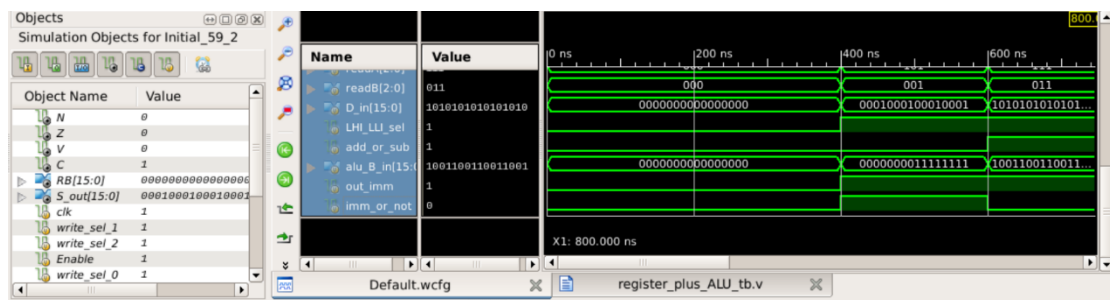 Objects
Simulation Objects for Initial_59_2
Object Name Value
N 0
Z 0
V 0
C 1
RB[15:0] 0000000000000000
S_out[15:0] 0001000100010001
clk 1
write_sel_1 1
write_sel_2 1
Enable 1
write_sel_0 1
Name Value
readB[2:0] 011
D_in[15:0] 1010101010101010
LHI_LLI_sel 1
add_or_sub 1
alu_B_in[15:0 1001100110011001
out_imm 1
imm_or_not 0
800.
0 ns 200 ns 400 ns 600 ns
000 001 011
0000000000000000 0001000100010001 1010101010101...
0000000000000000 0000000011111111 1001100110011...
X1: 800.000 ns
Default.wcfg register_plus_ALU_tb.v